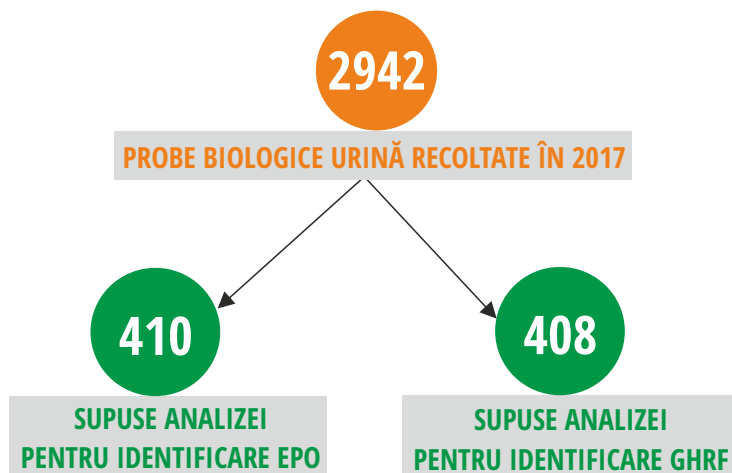 2942
PROBE BIOLOGICE URINĂ RECOLTATE ÎN 2017
410
SUPUSE ANALIZEI
PENTRU IDENTIFICARE EPO
408
SUPUSE ANALIZEI
PENTRU IDENTIFICARE GHRF